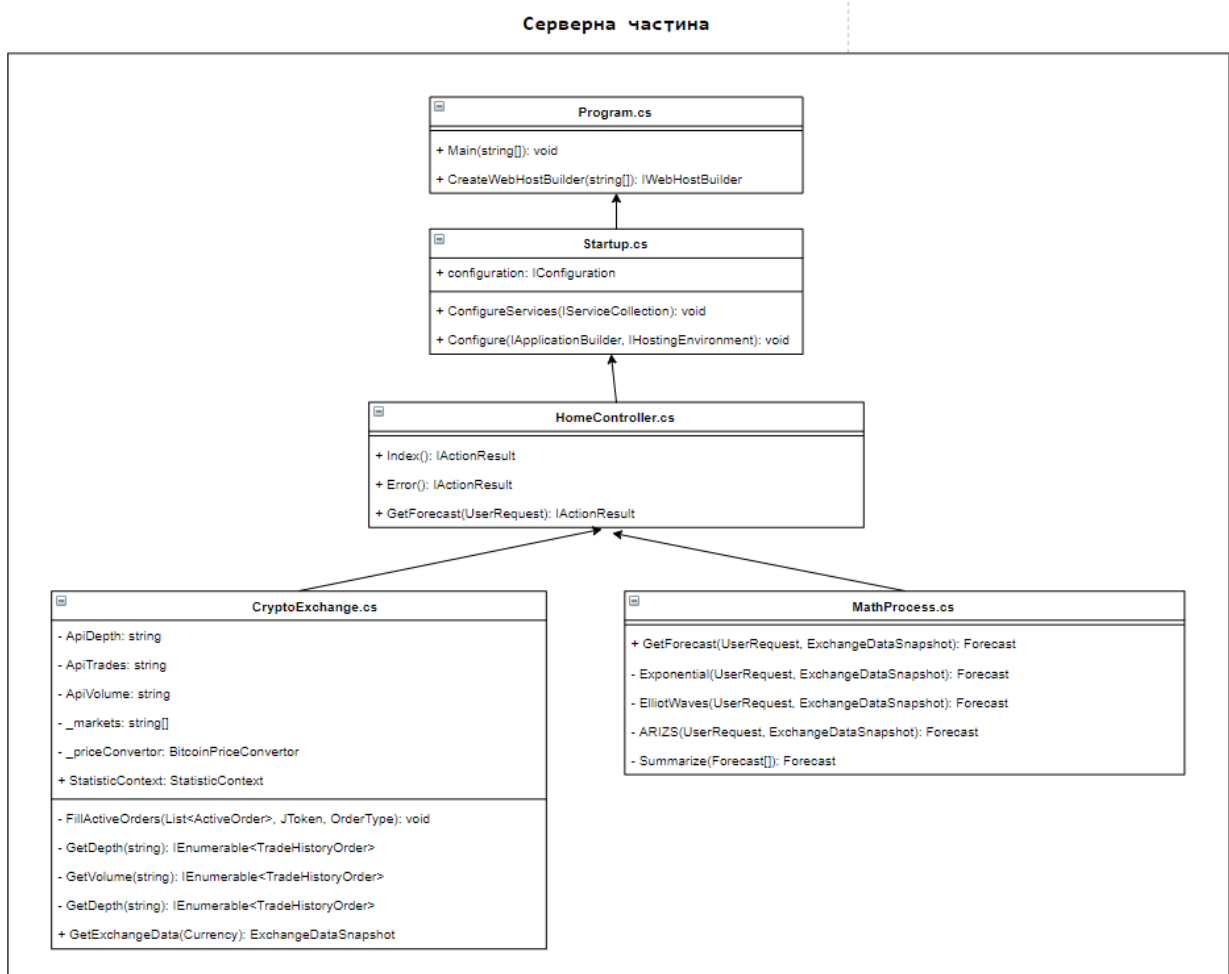 Серверна частина
Program.cs
+ Main(string[]): void
+ CreateWebHostBuilder(string[]): IWebHostBuilder
Startup.cs
+ configuration: IConfiguration
+ ConfigureServices(IServiceCollection): void
+ Configure(IApplicationBuilder, IHostingEnvironment): void
HomeController.cs
+ Index(): IActionResult
+ Error(): IActionResult
+ GetForecast(UserRequest): IActionResult
CryptoExchange.cs
- ApiDepth: string
- ApiTrades: string
- ApiVolume: string
- _markets: string[]
- _priceConvertor: BitcoinPriceConvertor
+ StatisticContext: StatisticContext
- FillActiveOrders(List<ActiveOrder>, JToken, OrderType): void
- GetDepth(string): IEnumerable<TradeHistoryOrder>
- GetVolume(string): IEnumerable<TradeHistoryOrder>
- GetDepth(string): IEnumerable<TradeHistoryOrder>
+ GetExchangeData(Currency): ExchangeDataSnapshot
MathProcess.cs
+ GetForecast(UserRequest, ExchangeDataSnapshot): Forecast
- Exponential(UserRequest, ExchangeDataSnapshot): Forecast
- ElliotWaves(UserRequest, ExchangeDataSnapshot): Forecast
- ARIZS(UserRequest, ExchangeDataSnapshot): Forecast
- Summarize(Forecast[]): Forecast